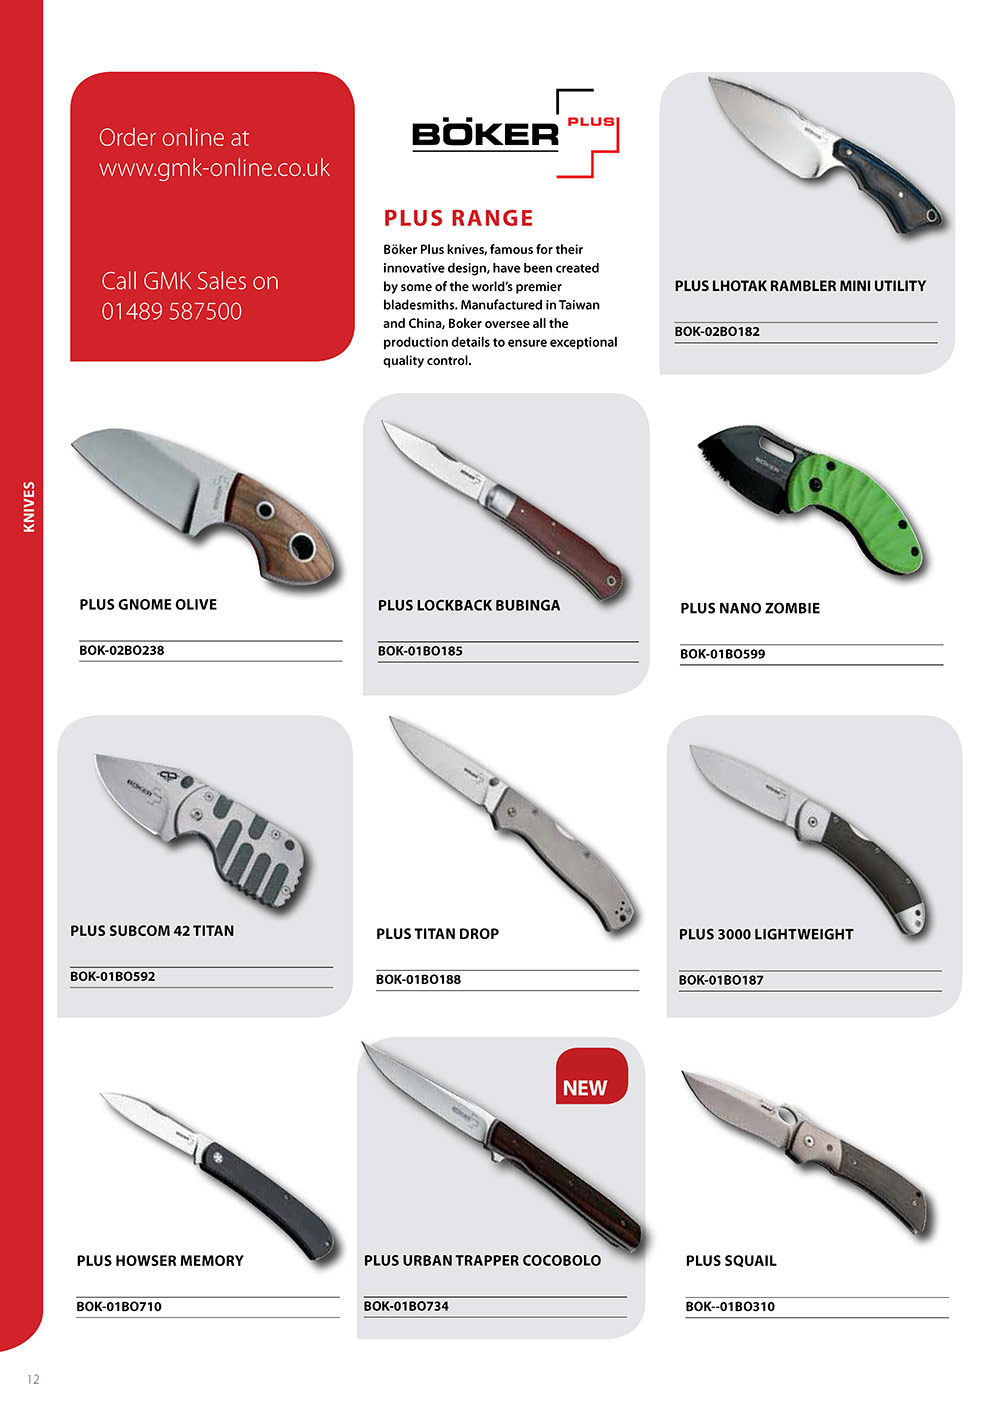 Order online at
www.gmk-online.co.uk
Call GMK Sales on
01489 587500
BÖKER PLUS
PLUS RANGE
Böker Plus knives, famous for their
innovative design, have been created
by some of the world's premier
bladesmiths. Manufactured in Taiwan
and China, Boker oversee all the
production details to ensure exceptional
quality control.
PLUS LHOTAK RAMBLER MINI UTILITY
BOK-02BO182
KNIVES
PLUS GNOME OLIVE
BOK-02BO238
PLUS LOCKBACK BUBINGA
BOK-01BO185
PLUS NANO ZOMBIE
BOK-01BO599
BÖKER
PLUS SUBCOM 42 TITAN
BOK-01BO592
PLUS TITAN DROP
BOK-01BO188
PLUS 3000 LIGHTWEIGHT
BOK-01BO187
PLUS HOWSER MEMORY
BOK-01BO710
NEW
BÖKER
PLUS URBAN TRAPPER COCOBOLO
BOK-01BO734
PLUS SQUAIL
BOK--01BO310
12